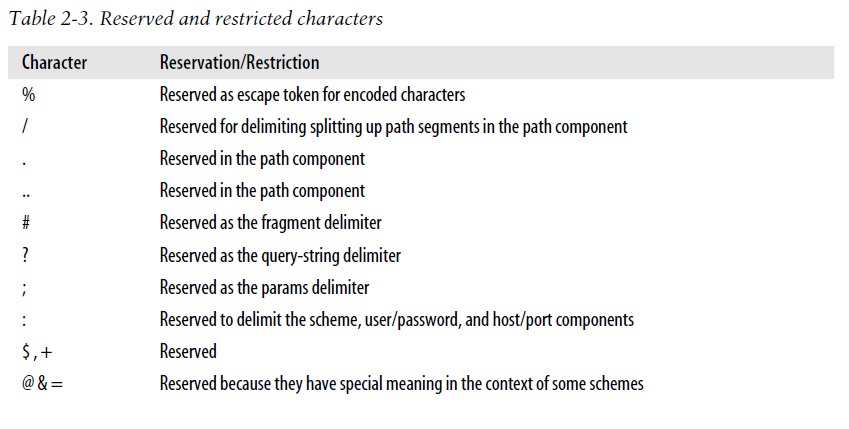 Table 2-3. Reserved and restricted characters
Character Reservation/Restriction
% Reserved as escape token for encoded characters
/ Reserved for delimiting splitting up path segments in the path component
. Reserved in the path component
.. Reserved in the path component
# Reserved as the fragment delimiter
? Reserved as the query-string delimiter
; Reserved as the params delimiter
: Reserved to delimit the scheme, user/password, and host/port components
$ , + Reserved
@ & = Reserved because they have special meaning in the context of some schemes